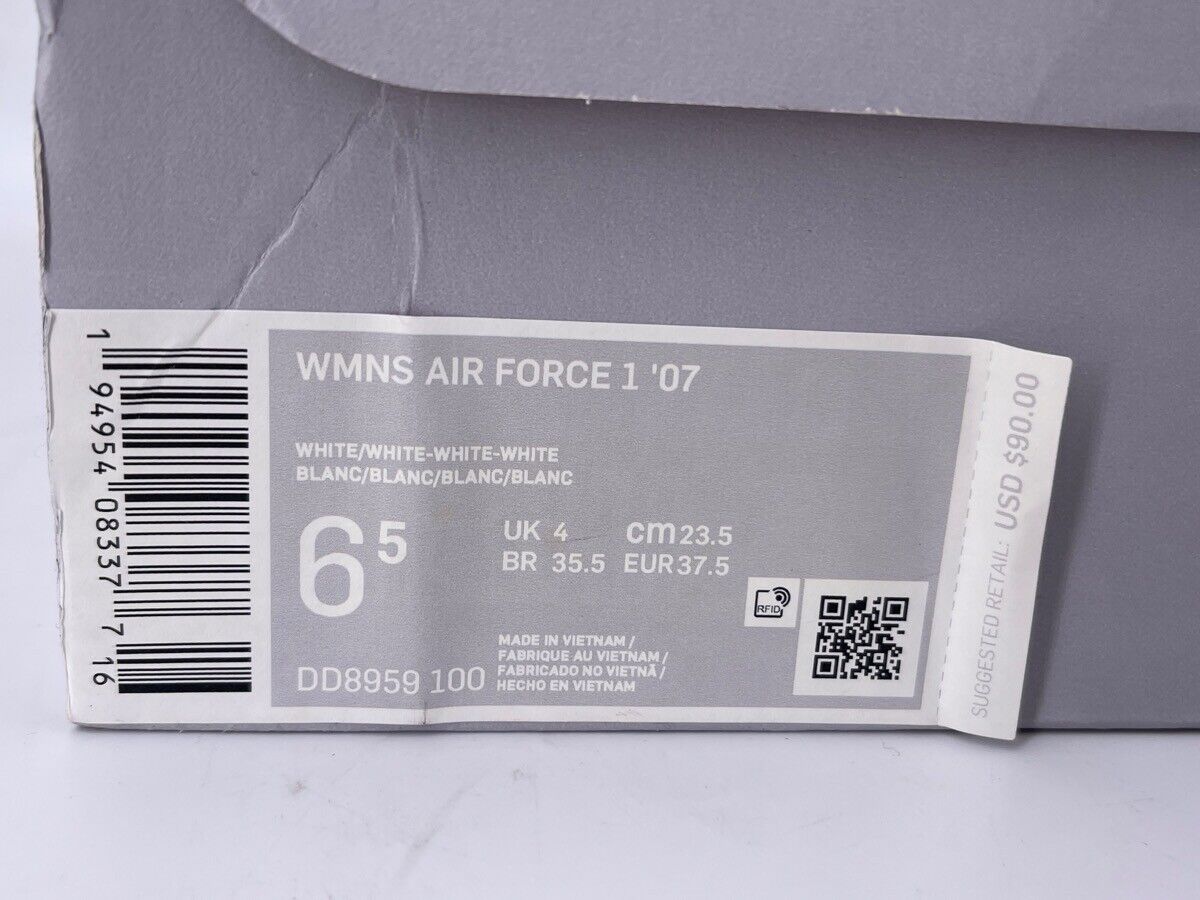 WMNS AIR FORCE 1 '07
WHITE/WHITE-WHITE-WHITE
BLANC/BLANC/BLANC/BLANC
6 5
UK 4 cm 23.5
BR 35.5 EUR 37.5
RFID
DD8959 100
MADE IN VIETNAM /
FABRIQUE AU VIETNAM /
FABRICADO NO VIETNÃ /
HECHO EN VIETNAM
1 94954 08337 7 16
SUGGESTED RETAIL: USD $90.00